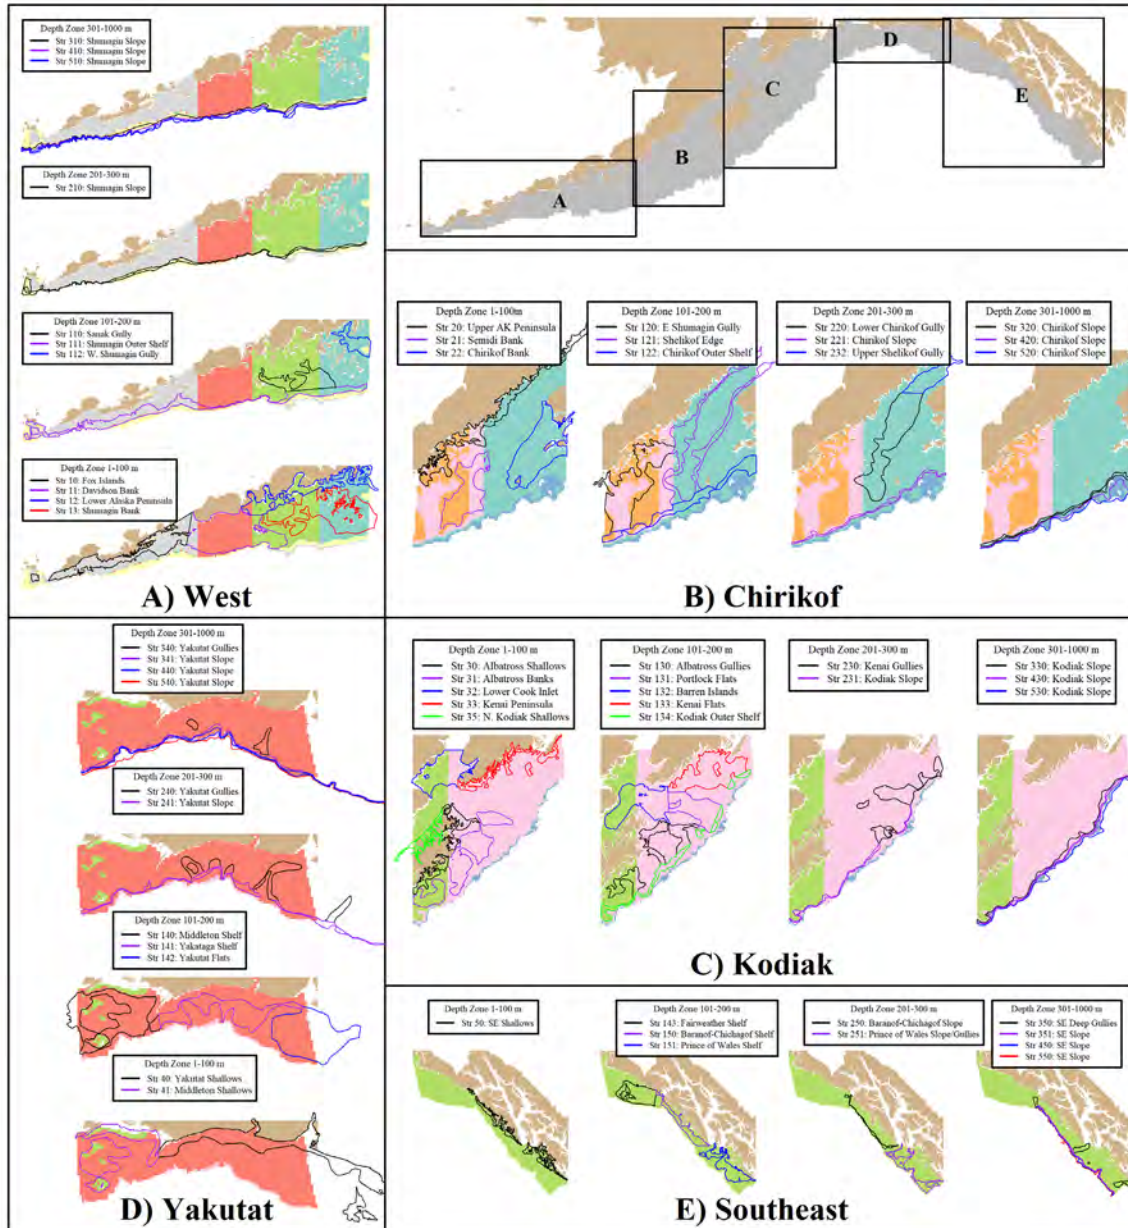 Depth Zone 301-1000 m
Str 310: Shumagin Slope
Str 410: Shumagin Slope
Str 510: Shumagin Slope
Depth Zone 201-300 m
Str 210: Shumagin Slope
Depth Zone 101-200 m
Str 110: Sanak Gully
Str 111: Shumagin Outer Shelf
Str 112: W. Shumagin Gully
Depth Zone 1-100 m
Str 10: Fox Islands
Str 11: Davidson Bank
Str 12: Lower Alaska Peninsula
Str 13: Shumagin Bank
A) West
A
B
C
D
E
Depth Zone 1-100m
Str 20: Upper AK Peninsula
Str 21: Semidi Bank
Str 22: Chirikof Bank
Depth Zone 101-200 m
Str 120: E Shumagin Gully
Str 121: Shelikof Edge
Str 122: Chirikof Outer Shelf
Depth Zone 201-300 m
Str 220: Lower Chirikof Gully
Str 221: Chirikof Slope
Str 232: Upper Shelikof Gully
Depth Zone 301-1000 m
Str 320: Chirikof Slope
Str 420: Chirikof Slope
Str 520: Chirikof Slope
B) Chirikof
Depth Zone 1-100 m
Str 30: Albatross Shallows
Str 31: Albatross Banks
Str 32: Lower Cook Inlet
Str 33: Kenai Peninsula
Str 35: N. Kodiak Shallows
Depth Zone 101-200 m
Str 130: Albatross Gullies
Str 131: Portlock Flats
Str 132: Barren Islands
Str 133: Kenai Flats
Str 134: Kodiak Outer Shelf
Depth Zone 201-300 m
Str 230: Kenai Gullies
Str 231: Kodiak Slope
Depth Zone 301-1000 m
Str 330: Kodiak Slope
Str 430: Kodiak Slope
Str 530: Kodiak Slope
C) Kodiak
Depth Zone 301-1000 m
Str 340: Yakutat Gullies
Str 341: Yakutat Slope
Str 440: Yakutat Slope
Str 540: Yakutat Slope
Depth Zone 201-300 m
Str 240: Yakutat Gullies
Str 241: Yakutat Slope
Depth Zone 101-200 m
Str 140: Middleton Shelf
Str 141: Yakataga Shelf
Str 142: Yakutat Flats
Depth Zone 1-100 m
Str 40: Yakutat Shallows
Str 41: Middleton Shallows
D) Yakutat
Depth Zone 1-100 m
Str 50: SE Shallows
Depth Zone 101-200 m
Str 143: Fairweather Shelf
Str 150: Baranof-Chichagof Shelf
Str 151: Prince of Wales Shelf
Depth Zone 201-300 m
Str 250: Baranof-Chichagof Slope
Str 251: Prince of Wales Slope/Gullies
Depth Zone 301-1000 m
Str 350: SE Deep Gullies
Str 351: SE Slope
Str 450: SE Slope
Str 550: SE Slope
E) Southeast